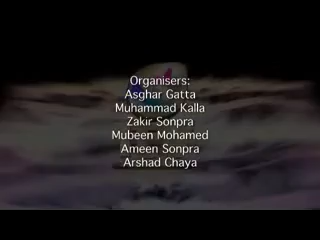 Organisers:
Asghar Gatta
Muhammad Kalla
Zakir Sonpra
Mubeen Mohamed
Ameen Sonpra
Arshad Chaya